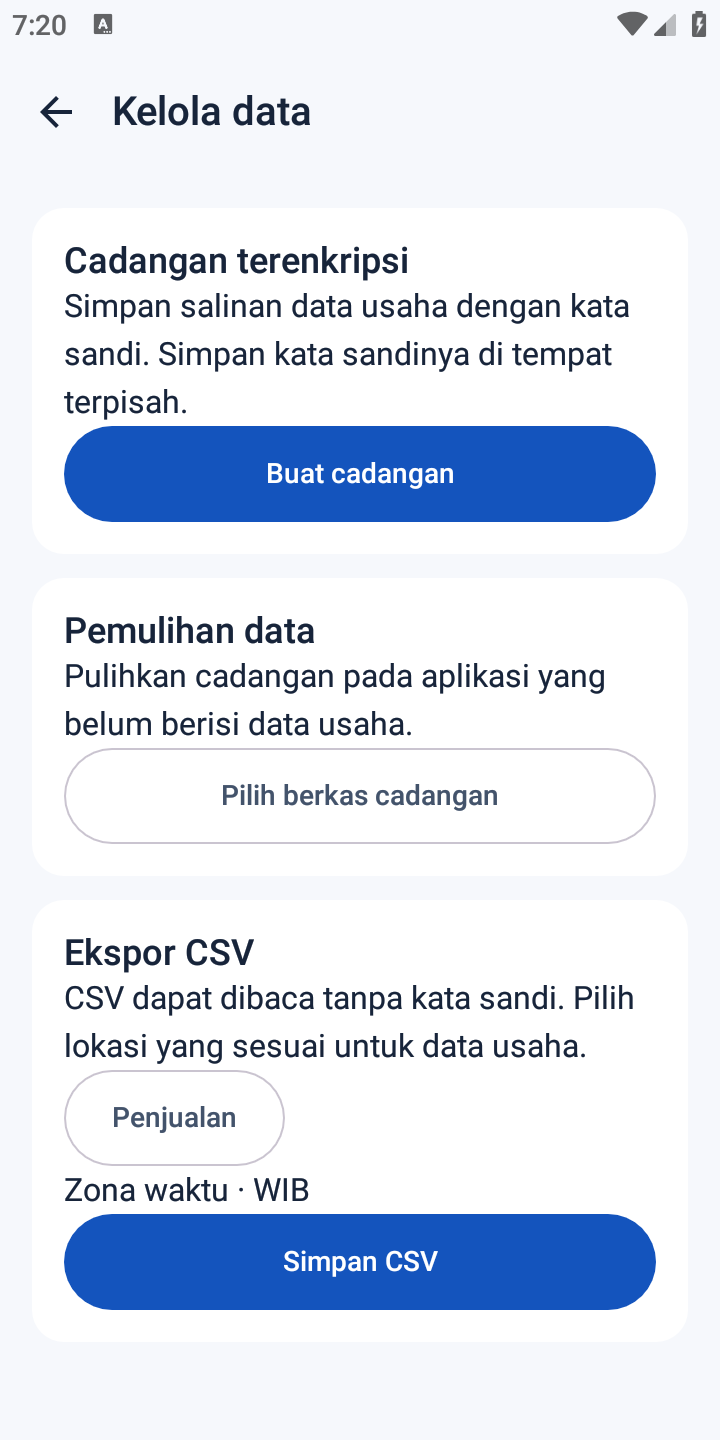 7:20
A
Kelola data
Cadangan terenkripsi
Simpan salinan data usaha dengan kata
sandi. Simpan kata sandinya di tempat
terpisah.
Buat cadangan
Pemulihan data
Pulihkan cadangan pada aplikasi yang
belum berisi data usaha.
Pilih berkas cadangan
Ekspor CSV
CSV dapat dibaca tanpa kata sandi. Pilih
lokasi yang sesuai untuk data usaha.
Penjualan
Zona waktu · WIB
Simpan CSV